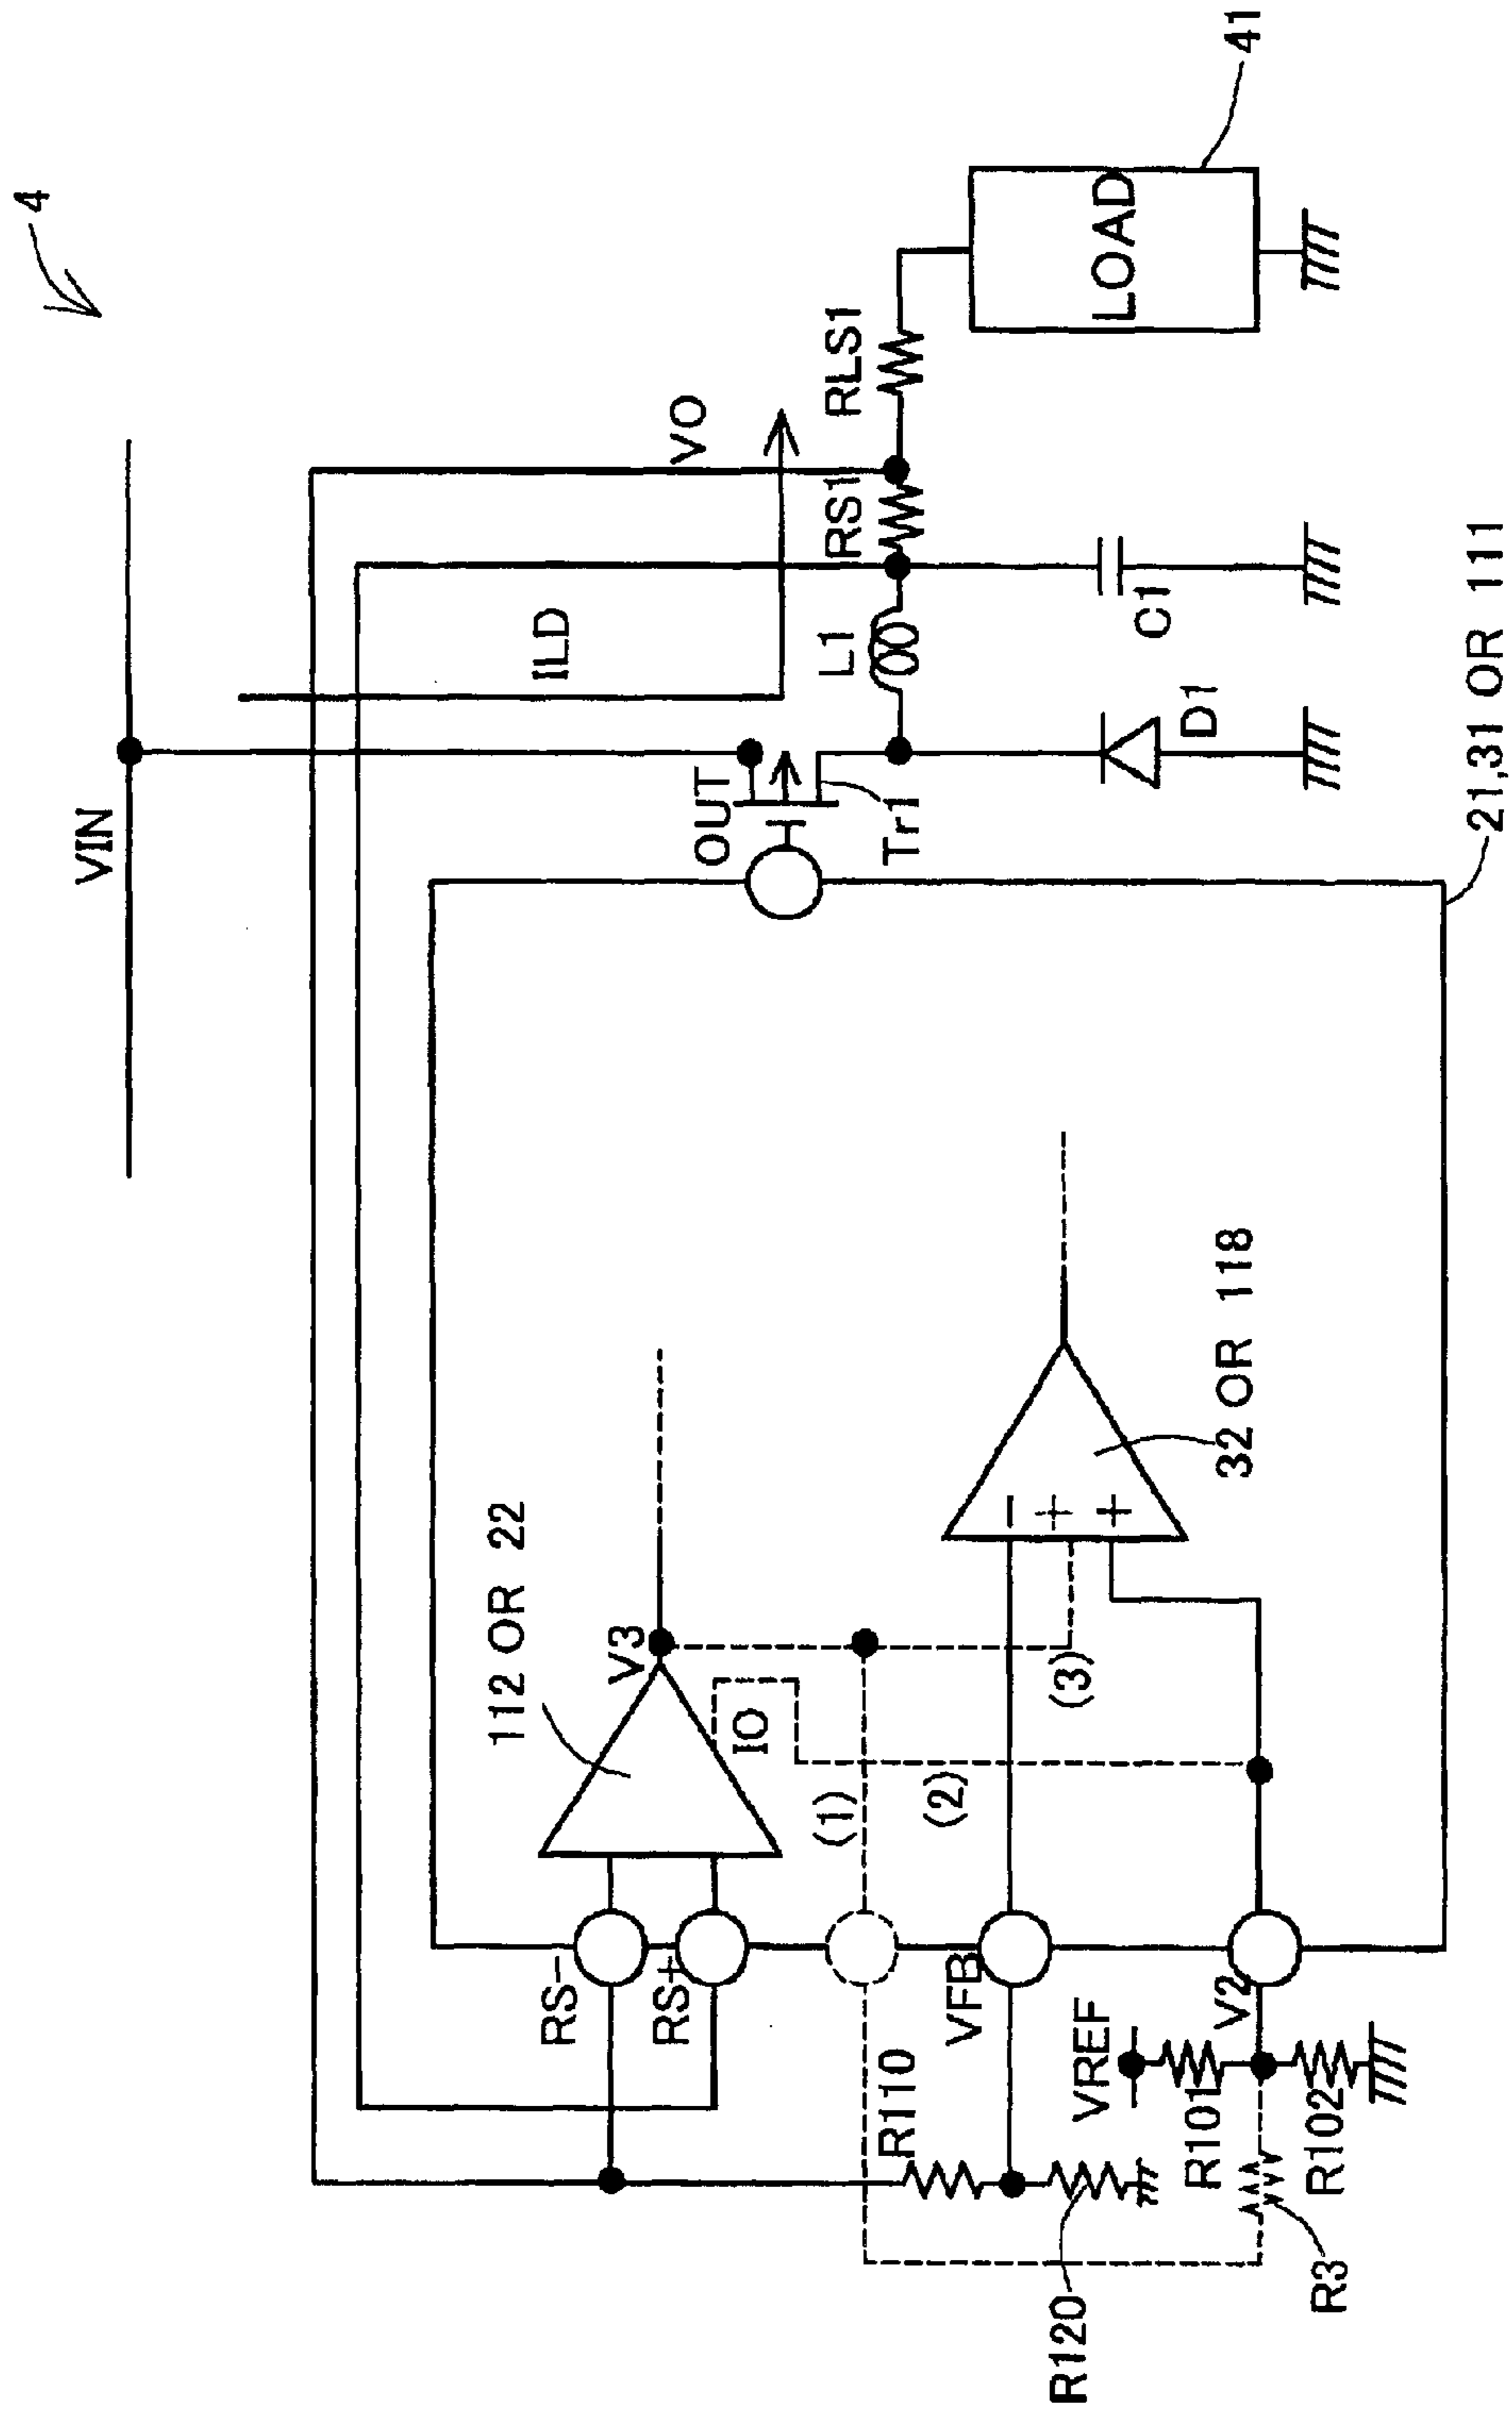 4
VIN
ILD
VO
OUT
Tr1
L1
RS1
RLS1
LOAD
41
C1
D1
21,31 OR 111
112 OR 22
V3
IO
(1)
(2)
(3)
−
+
+
32 OR 118
RS−
RS+
VFB
V2
R110
R120
VREF
R101
R102
R3